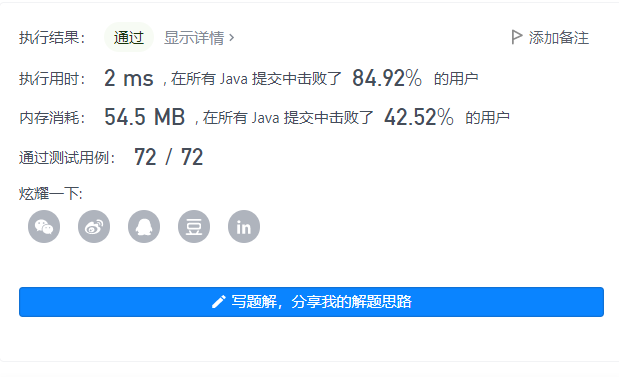 执行结果： 通过 显示详情 > 添加备注
执行用时： 2 ms , 在所有 Java 提交中击败了 84.92% 的用户
内存消耗： 54.5 MB , 在所有 Java 提交中击败了 42.52% 的用户
通过测试用例： 72 / 72
炫耀一下:
豆 in
写题解，分享我的解题思路